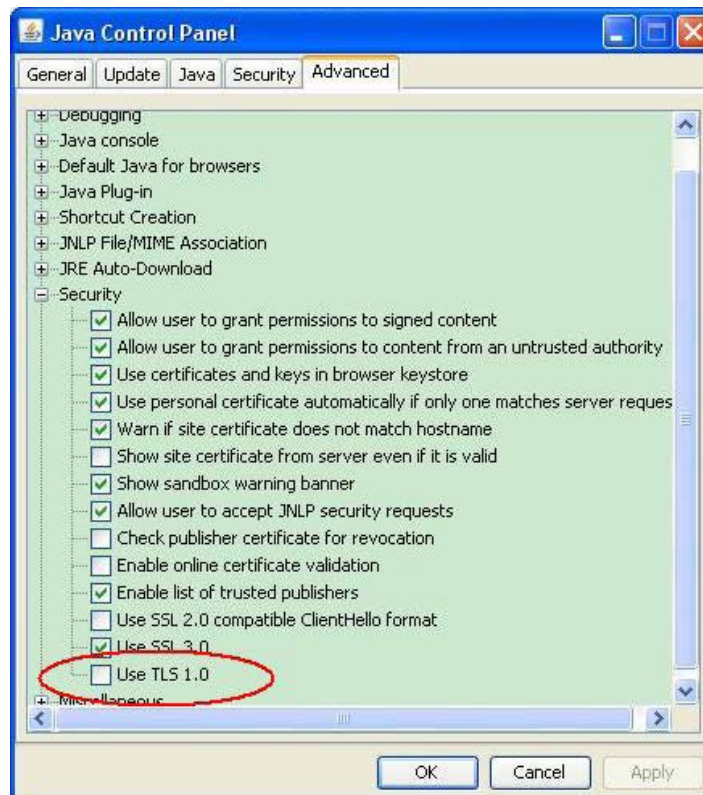 Java Control Panel
General Update Java Security Advanced
Debugging
Java console
Default Java for browsers
Java Plug-in
Shortcut Creation
JNLP File/MIME Association
JRE Auto-Download
Security
Allow user to grant permissions to signed content
Allow user to grant permissions to content from an untrusted authority
Use certificates and keys in browser keystore
Use personal certificate automatically if only one matches server reques
Warn if site certificate does not match hostname
Show site certificate from server even if it is valid
Show sandbox warning banner
Allow user to accept JNLP security requests
Check publisher certificate for revocation
Enable online certificate validation
Enable list of trusted publishers
Use SSL 2.0 compatible ClientHello format
Use SSL 3.0
Use TLS 1.0
Miscellaneous
OK Cancel Apply